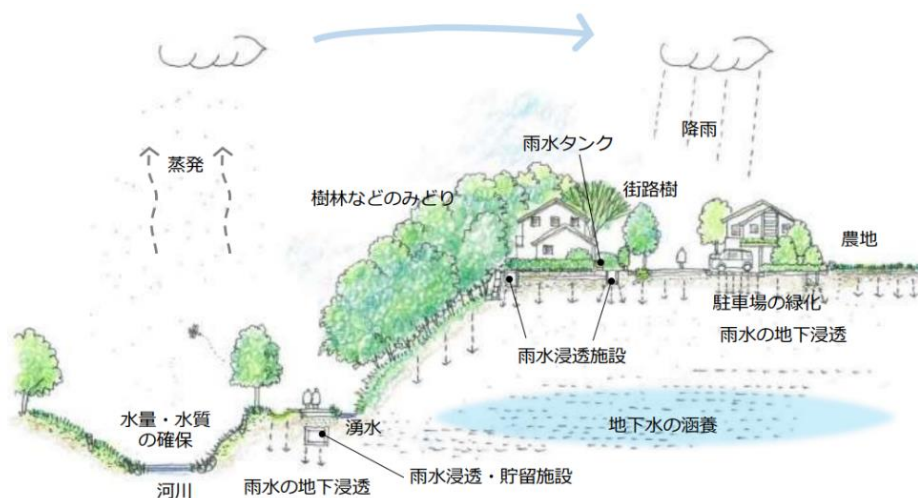 降雨
雨水タンク
蒸発
街路樹
樹林などのみどり
農地
駐車場の緑化
雨水の地下浸透
雨水浸透施設
水量・水質
の確保
湧水
地下水の涵養
雨水浸透・貯留施設
雨水の地下浸透
河川